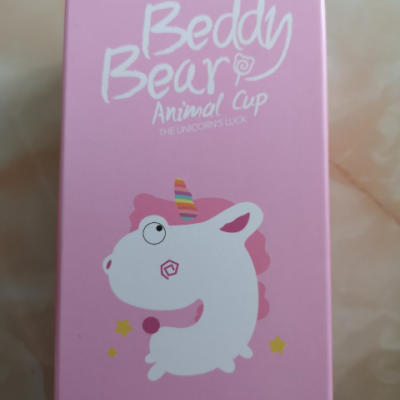 Beddy
Bear
Animal Cup
THE UNICORN'S LUCK